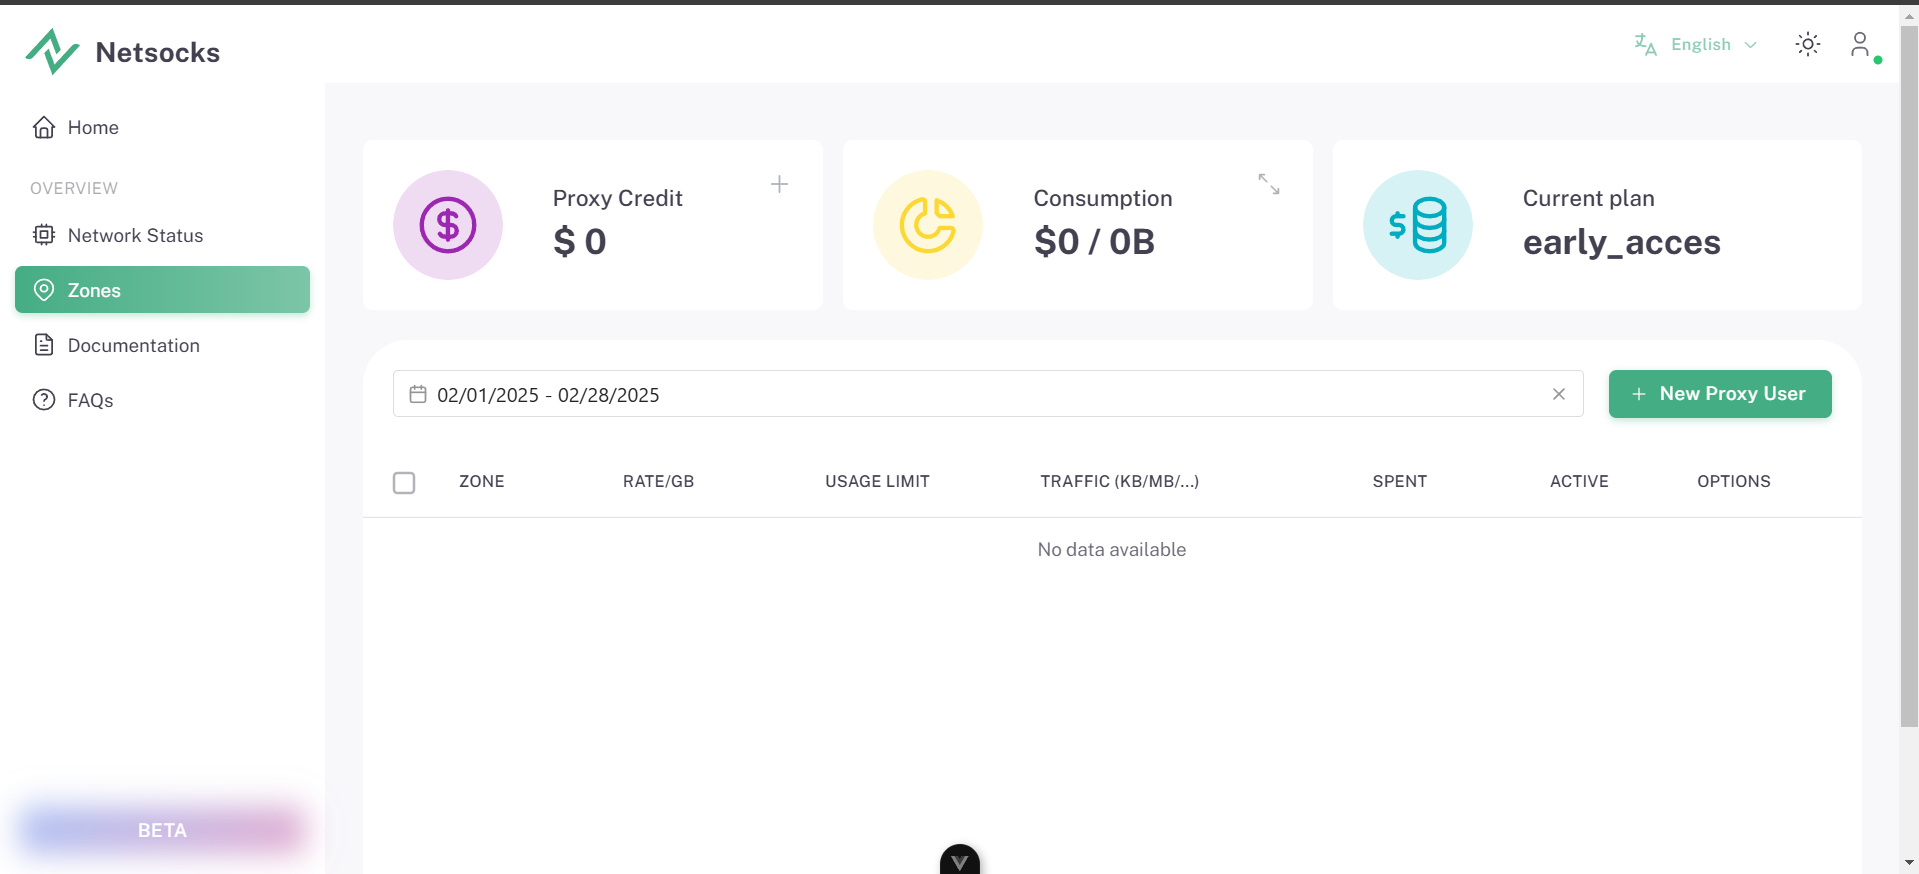 Netsocks
English
Home
OVERVIEW
Network Status
Zones
Documentation
FAQs
BETA
Proxy Credit
$ 0
Consumption
$0 / 0B
Current plan
early_acces
02/01/2025 - 02/28/2025
New Proxy User
ZONE RATE/GB USAGE LIMIT TRAFFIC (KB/MB/...) SPENT ACTIVE OPTIONS
No data available